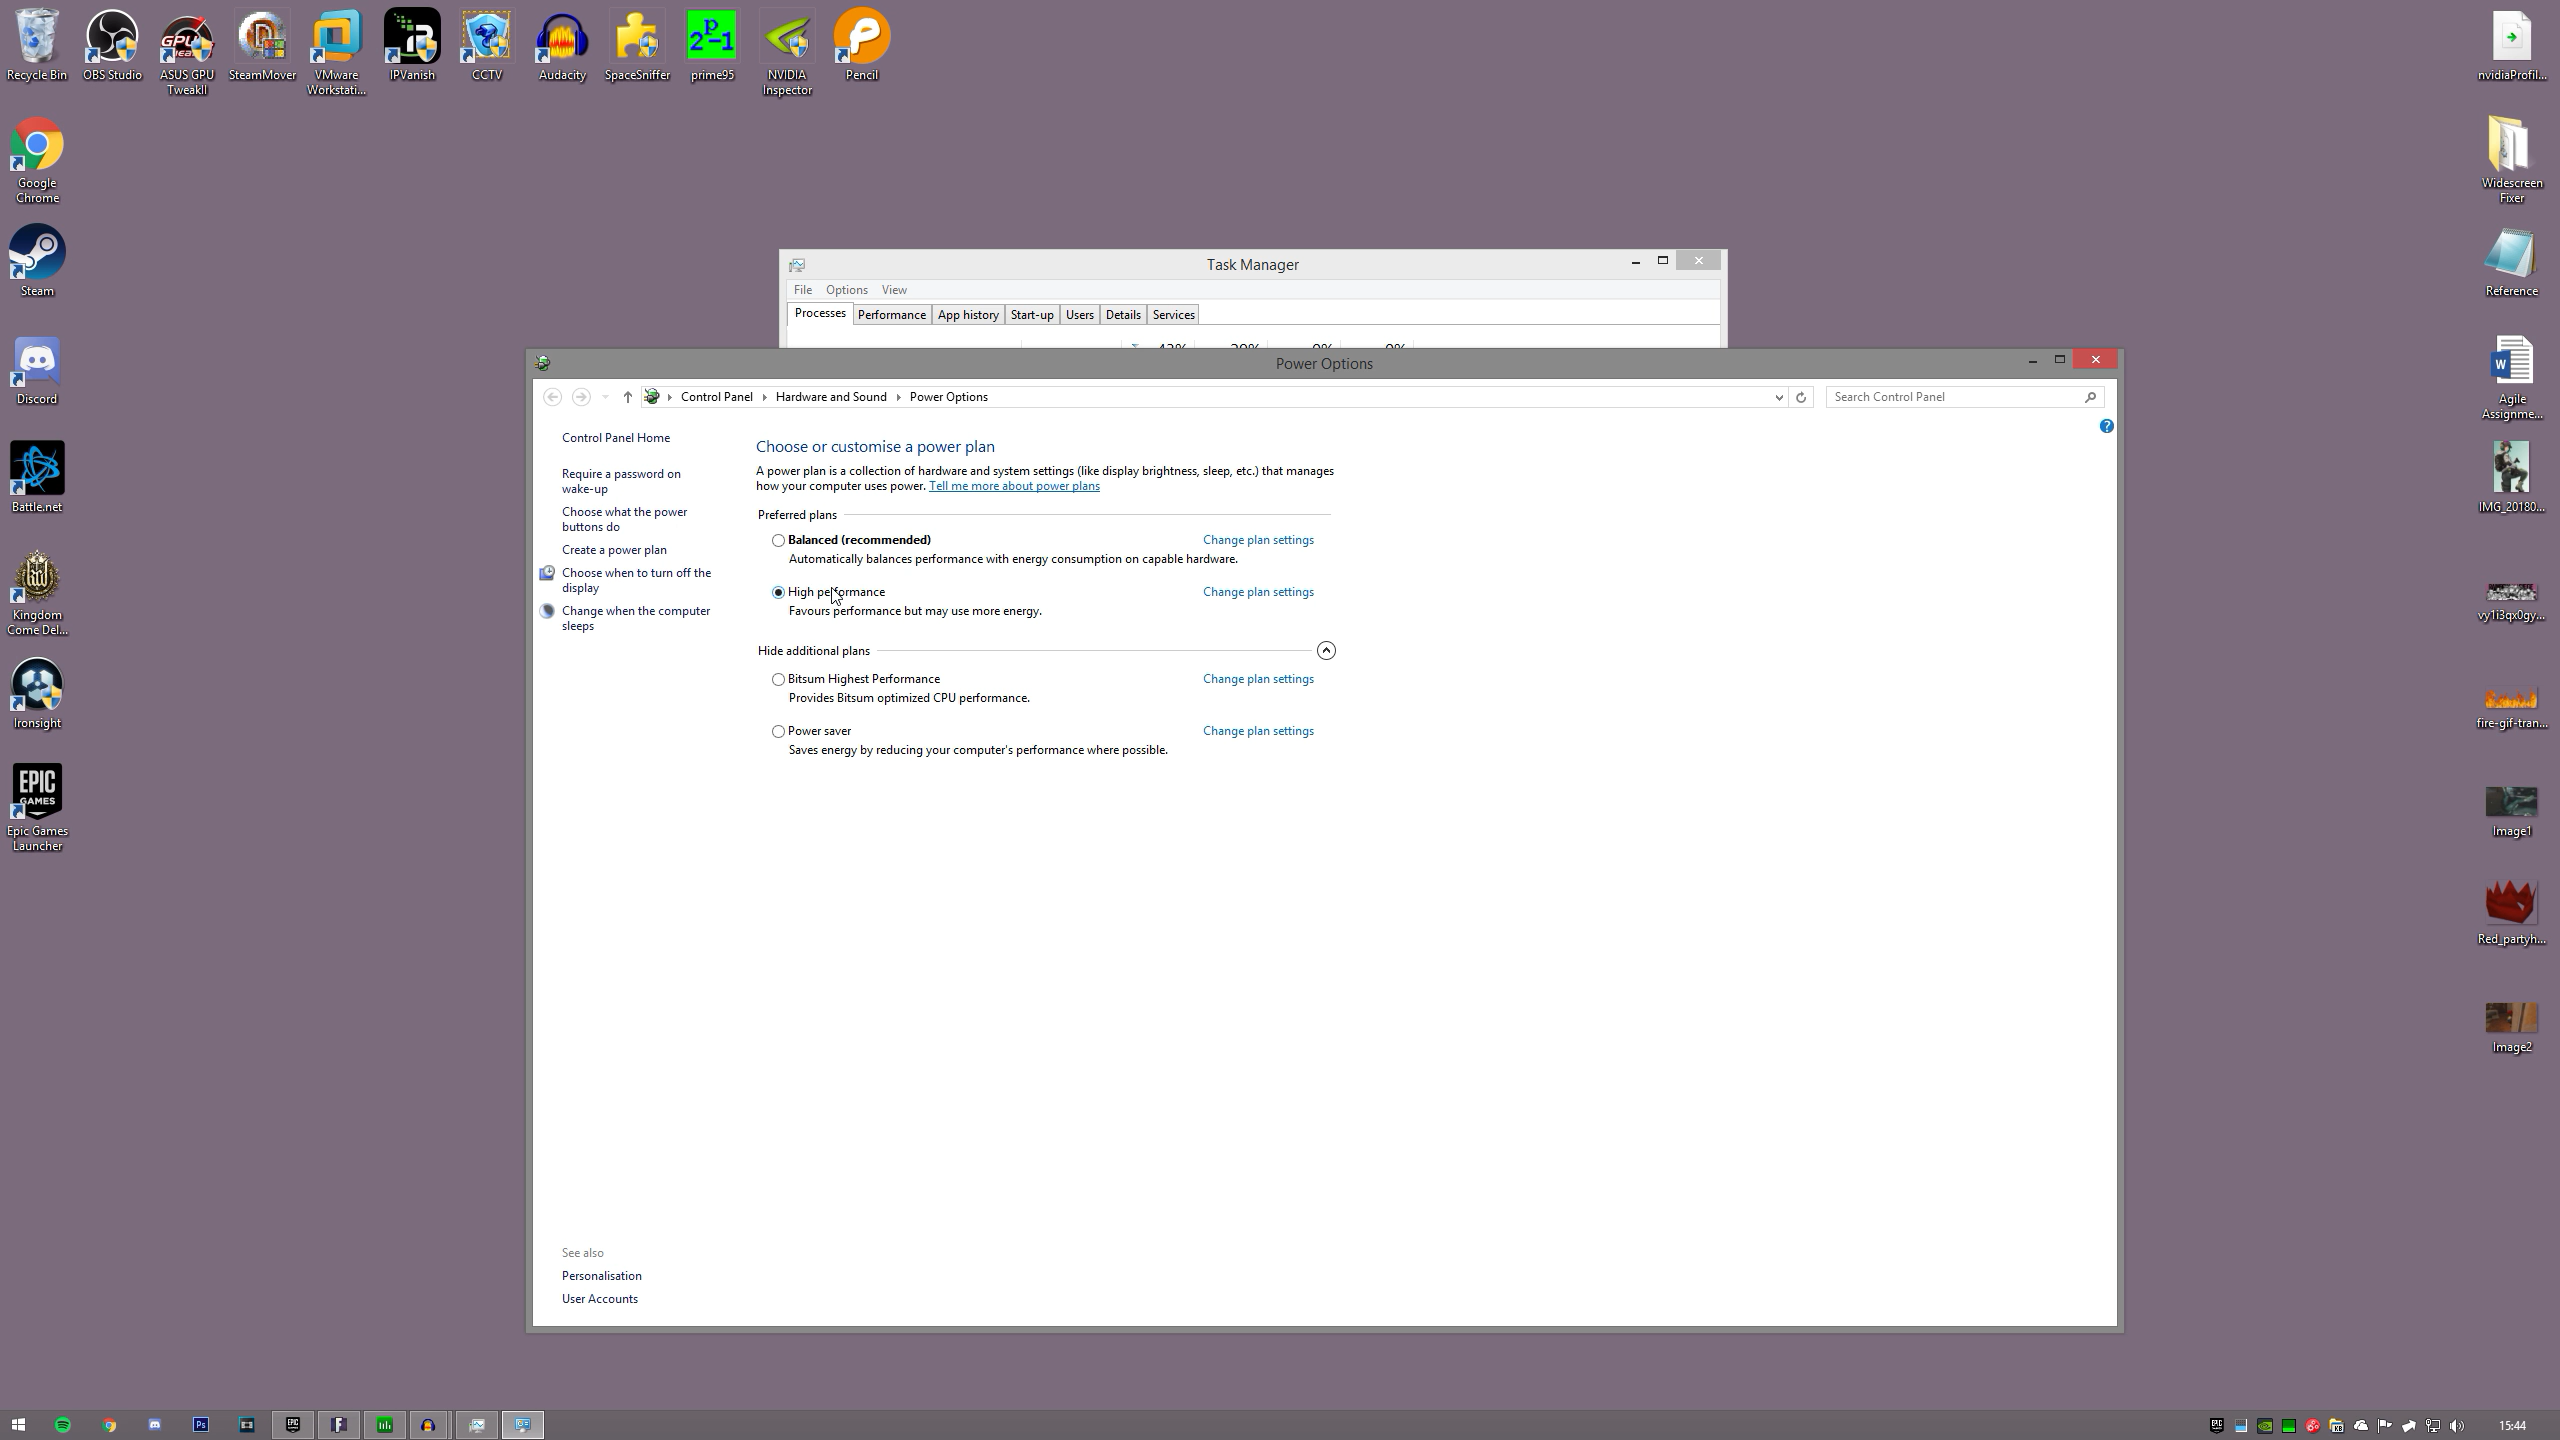 Recycle Bin
OBS Studio
ASUS GPU
TweakII
SteamMover
VMware
Workstati...
IPVanish
CCTV
Audacity
SpaceSniffer
prime95
NVIDIA
Inspector
Pencil
nvidiaProfil...
Google
Chrome
Widescreen
Fixer
Steam
Reference
Discord
Agile
Assignme...
Battle.net
IMG_20180...
Kingdom
Come Del...
vy1i3qx0gy...
Ironsight
fire-gif-tran...
EPIC
GAMES
Epic Games
Launcher
Image1
Red_partyh...
Image2
Task Manager
File Options View
Processes Performance App history Start-up Users Details Services
Power Options
Control Panel Hardware and Sound Power Options
Search Control Panel
Control Panel Home
Require a password on
wake-up
Choose what the power
buttons do
Create a power plan
Choose when to turn off the
display
Change when the computer
sleeps
Choose or customise a power plan
A power plan is a collection of hardware and system settings (like display brightness, sleep, etc.) that manages
how your computer uses power. Tell me more about power plans
Preferred plans
Balanced (recommended) Change plan settings
Automatically balances performance with energy consumption on capable hardware.
High performance Change plan settings
Favours performance but may use more energy.
Hide additional plans
Bitsum Highest Performance Change plan settings
Provides Bitsum optimized CPU performance.
Power saver Change plan settings
Saves energy by reducing your computer's performance where possible.
See also
Personalisation
User Accounts
15:44